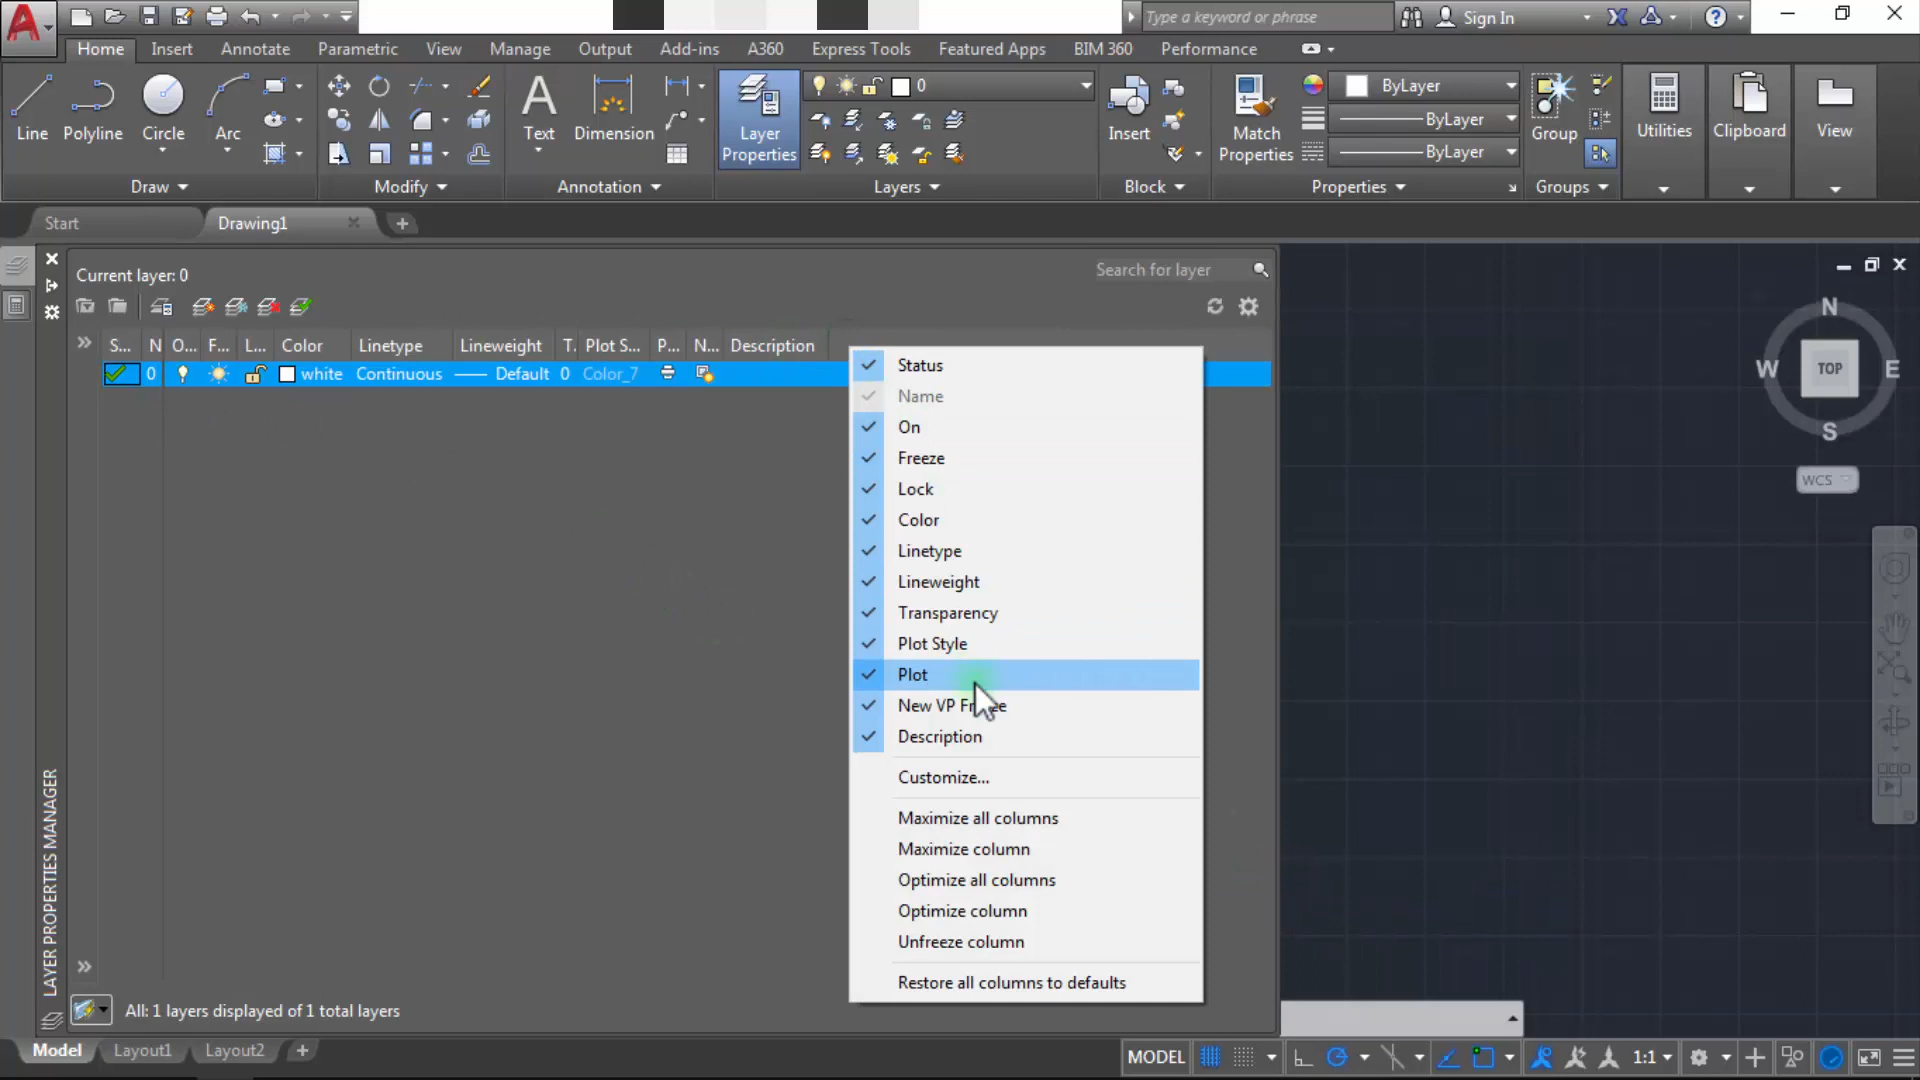 Type a keyword or phrase
Sign In
Home Insert Annotate Parametric View Manage Output Add-ins A360 Express Tools Featured Apps BIM 360 Performance
Line Polyline Circle Arc
Text Dimension
Layer Properties
0
Insert
Match Properties
ByLayer
ByLayer
ByLayer
Group
Utilities
Clipboard
View
Draw Modify Annotation Layers Block Properties Groups
Start Drawing1
Current layer: 0
Search for layer
S... N O... F... L... Color Linetype Lineweight T. Plot S... P... N... Description
0 white Continuous Default 0 Color_7
Status
Name
On
Freeze
Lock
Color
Linetype
Lineweight
Transparency
Plot Style
Plot
New VP Freeze
Description
Customize...
Maximize all columns
Maximize column
Optimize all columns
Optimize column
Unfreeze column
Restore all columns to defaults
N
W TOP E
S
WCS
LAYER PROPERTIES MANAGER
All: 1 layers displayed of 1 total layers
Model Layout1 Layout2
MODEL
1:1